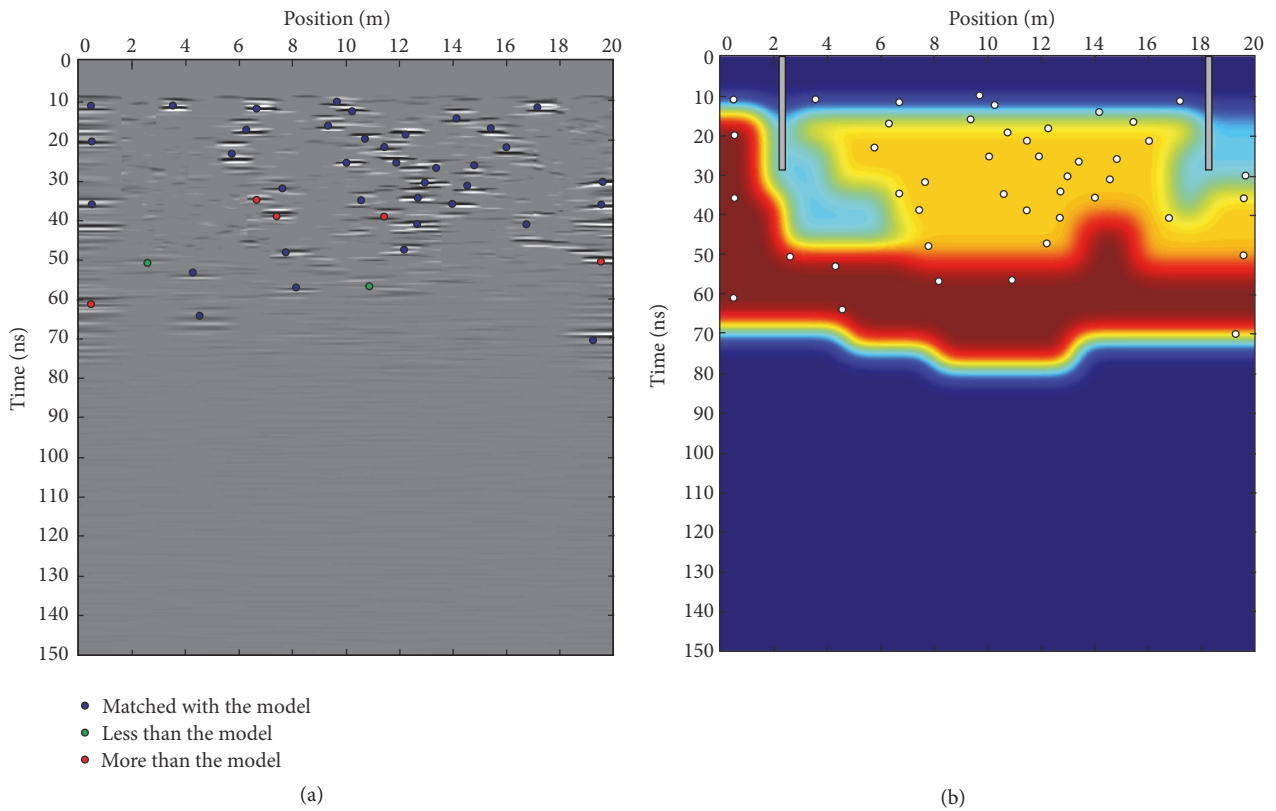 Position (m)
0 2 4 6 8 10 12 14 16 18 20
0
10
20
30
40
50
60
70
80
90
100
110
120
130
140
150
Time (ns)
Matched with the model
Less than the model
More than the model
(a)
Position (m)
0 2 4 6 8 10 12 14 16 18 20
0
10
20
30
40
50
60
70
80
90
100
110
120
130
140
150
Time (ns)
(b)